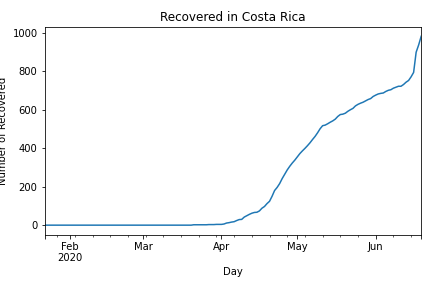 Recovered in Costa Rica
1000
800
600
400
200
0
Number of Recovered
Feb
2020
Mar
Apr
May
Jun
Day